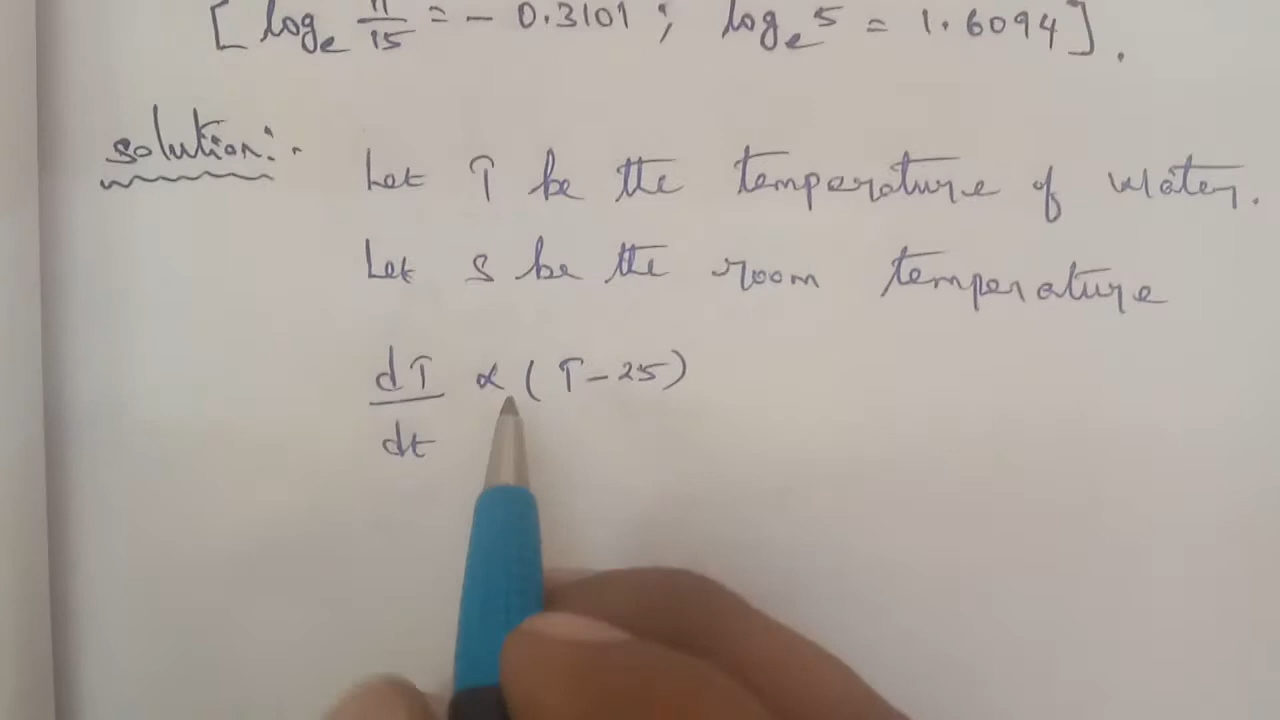 [ logₑ 11/15 = - 0.3101 ; logₑ 5 = 1.6094 ] .
solution:-
Let T be the temperature of water.
Let S be the room temperature
dT/dt ∝ ( T - 25 )